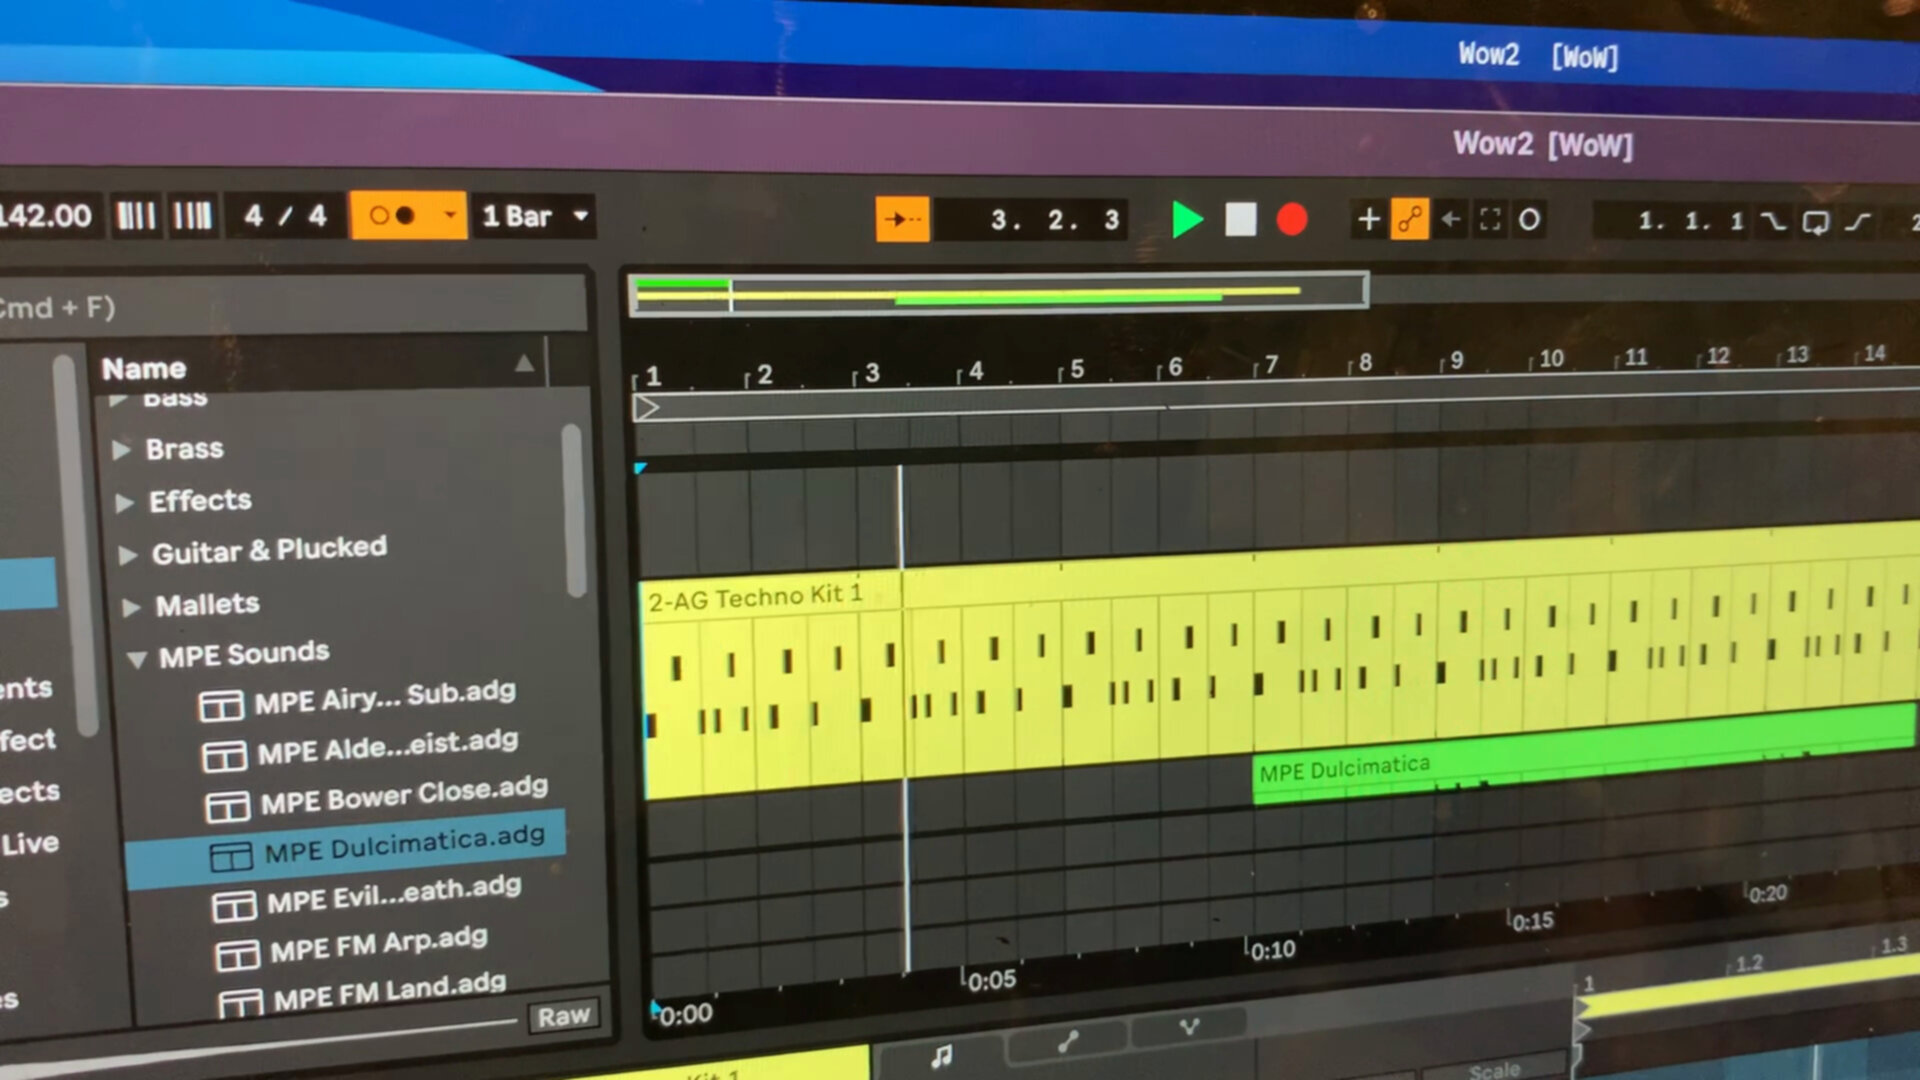 Wow2 [WoW]
Wow2 [WoW]
142.00 4 / 4 1 Bar 3. 2. 3 1. 1. 1
Cmd + F)
Name
Bass
Brass
Effects
Guitar & Plucked
Mallets
MPE Sounds
MPE Airy... Sub.adg
MPE Alde...eist.adg
MPE Bower Close.adg
MPE Dulcimatica.adg
MPE Evil...eath.adg
MPE FM Arp.adg
MPE FM Land.adg
Raw
Live
1 2 3 4 5 6 7 8 9 10 11 12 13 14
2-AG Techno Kit 1
MPE Dulcimatica
0:00 0:05 0:10 0:15 0:20
1 1.2 1.3
Kit 1
Scale